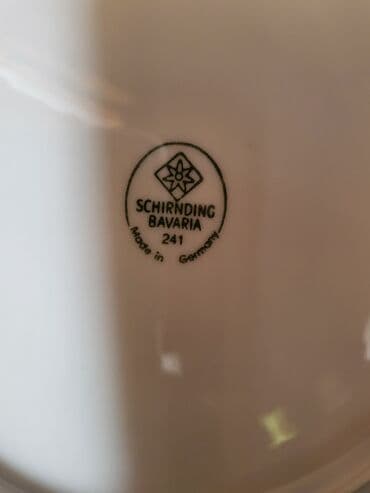 SCHIRNDING
BAVARIA
241
Made in Germany